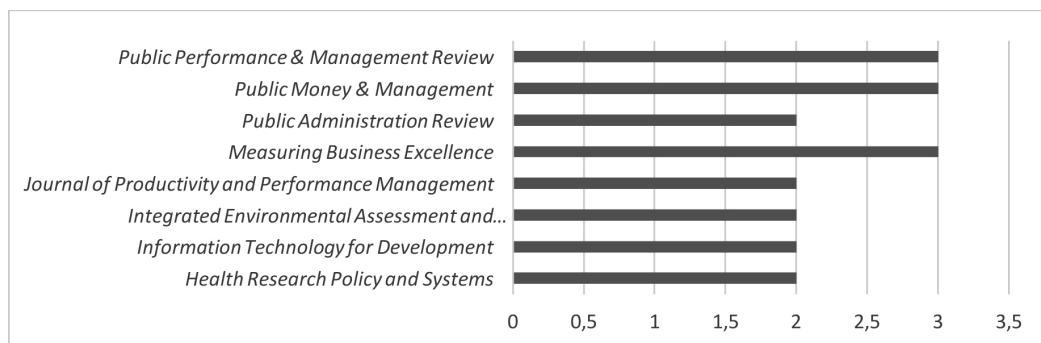 Public Performance & Management Review
Public Money & Management
Public Administration Review
Measuring Business Excellence
Journal of Productivity and Performance Management
Integrated Environmental Assessment and...
Information Technology for Development
Health Research Policy and Systems
0 0,5 1 1,5 2 2,5 3 3,5